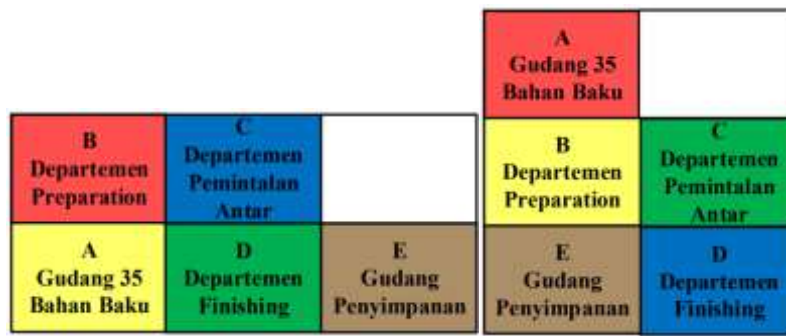 B
Departemen
Preparation
C
Departemen
Pemintalan
Antar
A
Gudang 35
Bahan Baku
D
Departemen
Finishing
E
Gudang
Penyimpanan
A
Gudang 35
Bahan Baku
B
Departemen
Preparation
C
Departemen
Pemintalan
Antar
E
Gudang
Penyimpanan
D
Departemen
Finishing